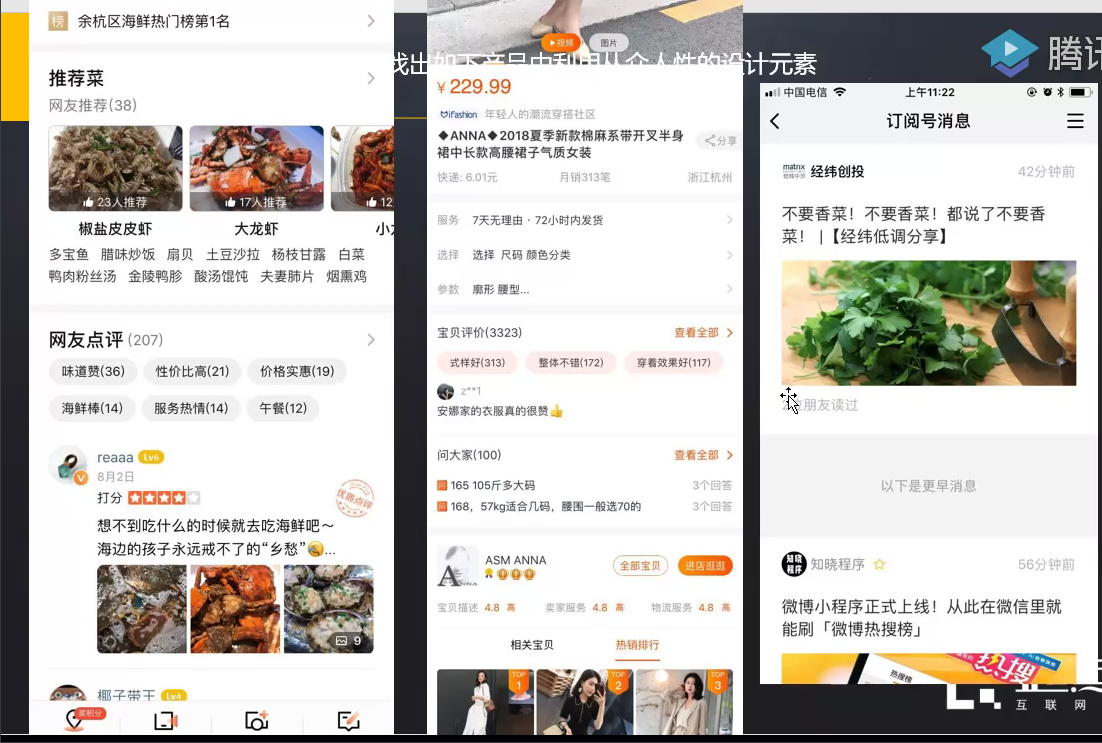 找出如下产品中利用从众人性的设计元素
腾讯
榜 余杭区海鲜热门榜第1名
推荐菜
网友推荐(38)
23人推荐 17人推荐 12
椒盐皮皮虾 大龙虾
多宝鱼 腊味炒饭 扇贝 土豆沙拉 杨枝甘露 白菜
鸭肉粉丝汤 金陵鸭胗 酸汤馄饨 夫妻肺片 烟熏鸡
网友点评 (207)
味道赞(36) 性价比高(21) 价格实惠(19)
海鲜棒(14) 服务热情(14) 午餐(12)
reaaa Lv6
8月2日
打分
优质点评
想不到吃什么的时候就去吃海鲜吧～
海边的孩子永远戒不了的“乡愁”...
9
椰子带王 Lv4
奖积分
视频 图片
¥ 229.99
iFashion 年轻人的潮流穿搭社区
◆ANNA◆2018夏季新款棉麻系带开叉半身
裙中长款高腰裙子气质女装
分享
快递: 6.01元 月销313笔 浙江杭州
服务 7天无理由 · 72小时内发货
选择 选择 尺码 颜色分类
参数 廓形 腰型...
宝贝评价(3323) 查看全部
式样好(313) 整体不错(172) 穿着效果好(117)
z**1
安娜家的衣服真的很赞👍
问大家(100) 查看全部
问 165 105斤多大码 3个回答
问 168，57kg适合几码，腰围一般选70的 3个回答
ASM ANNA
全部宝贝 进店逛逛
宝贝描述 4.8 高 卖家服务 4.8 高 物流服务 4.8 高
相关宝贝 热销排行
TOP 1 TOP 2 TOP 3
中国电信 上午11:22
订阅号消息
matrix 经纬中国 经纬创投 42分钟前
不要香菜！不要香菜！都说了不要香
菜！ |【经纬低调分享】
位朋友读过
以下是更早消息
知晓程序 知晓程序 ☆ 56分钟前
微博小程序正式上线！从此在微信里就
能刷「微博热搜榜」
热搜榜 热搜
互联网